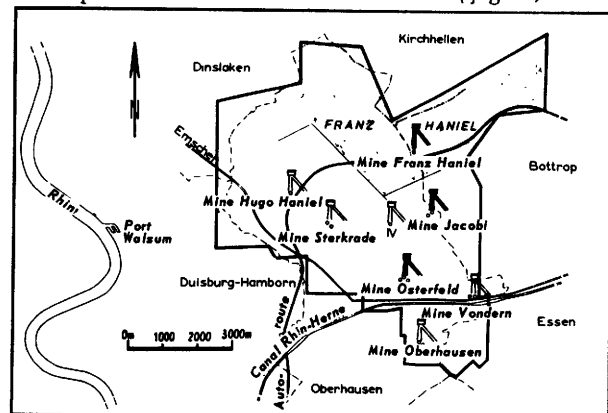 Kirchhellen
Dinslaken
N
FRANZ HANIEL
Emscher
Mine Franz Haniel
Bottrop
Rhin
Mine Hugo Haniel
Mine Sterkrade
IV
Mine Jacobi
Port
Walsum
Duisburg-Hamborn
Mine Osterfeld
route
Mine Vondern
Essen
0m 1000 2000 3000m
Canal Rhin-Herne
Mine Oberhausen
Auto-
Oberhausen